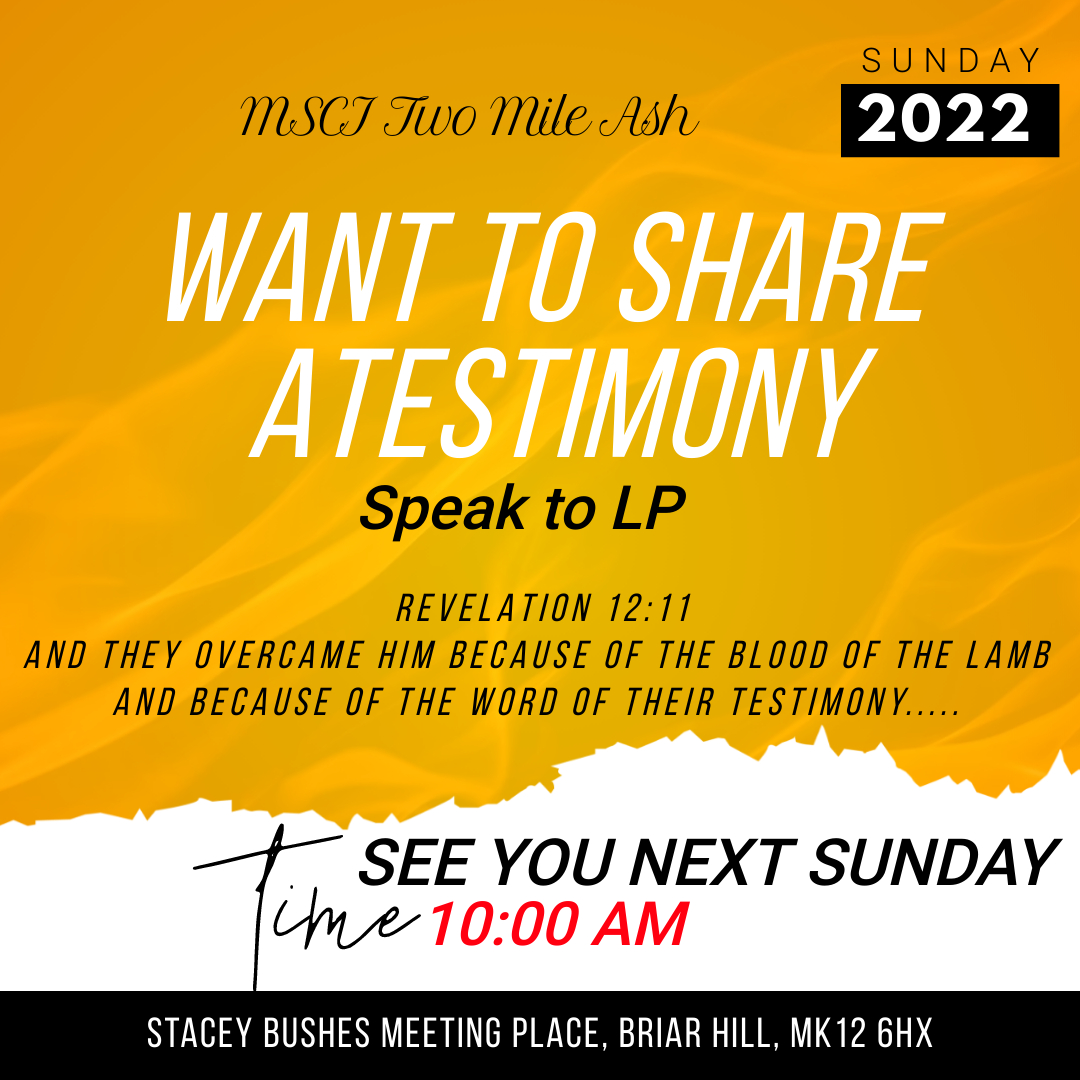 SUNDAY
2022
MSCI Two Mile Ash
WANT TO SHARE
ATESTIMONY
Speak to LP
REVELATION 12:11
AND THEY OVERCAME HIM BECAUSE OF THE BLOOD OF THE LAMB
AND BECAUSE OF THE WORD OF THEIR TESTIMONY.....
SEE YOU NEXT SUNDAY
Time 10:00 AM
STACEY BUSHES MEETING PLACE, BRIAR HILL, MK12 6HX